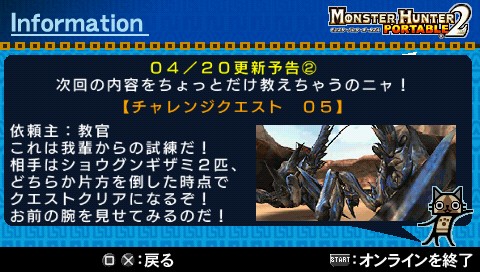 Information
MONSTER HUNTER
PORTABLE 2
04/20更新予告②
次回の内容をちょっとだけ教えちゃうのニャ！
【チャレンジクエスト 05】
依頼主：教官
これは我輩からの試練だ！
相手はショウグンギザミ２匹、
どちらか片方を倒した時点で
クエストクリアになるぞ！
お前の腕を見せてみるのだ！
:戻る
START:オンラインを終了